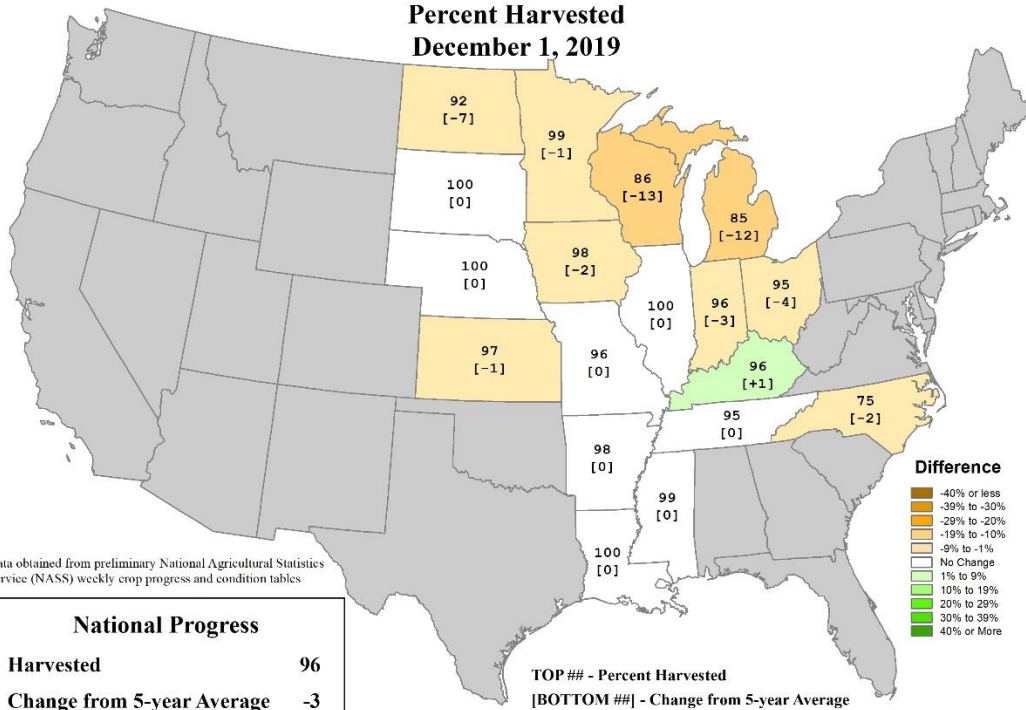 Percent Harvested
December 1, 2019
92
[-7]
99
[-1]
86
[-13]
85
[-12]
100
[0]
100
[0]
98
[-2]
100
[0]
96
[-3]
95
[-4]
97
[-1]
96
[0]
96
[+1]
95
[0]
75
[-2]
98
[0]
99
[0]
100
[0]
Difference
-40% or less
-39% to -30%
-29% to -20%
-19% to -10%
-9% to -1%
No Change
1% to 9%
10% to 19%
20% to 29%
30% to 39%
40% or More
ata obtained from preliminary National Agricultural Statistics
ervice (NASS) weekly crop progress and condition tables
National Progress
Harvested 96
Change from 5-year Average -3
TOP ## - Percent Harvested
[BOTTOM ##] - Change from 5-year Average